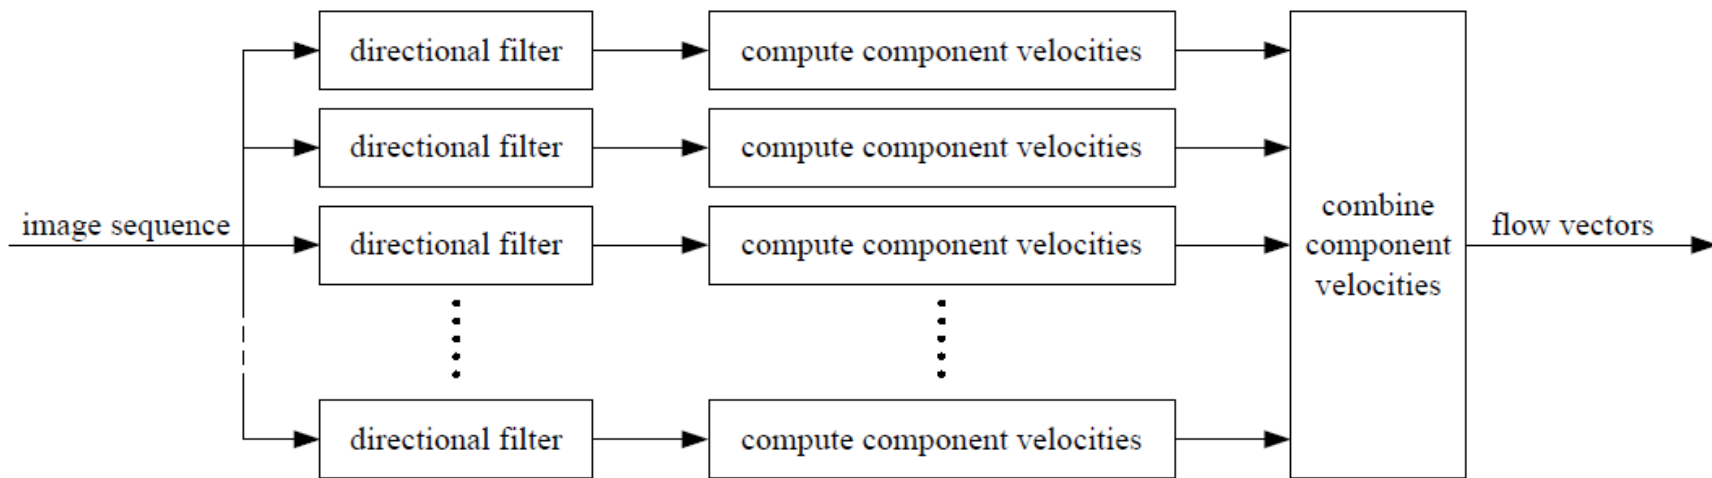 directional filter
compute component velocities
directional filter
compute component velocities
image sequence
directional filter
compute component velocities
combine
component
velocities
flow vectors
directional filter
compute component velocities